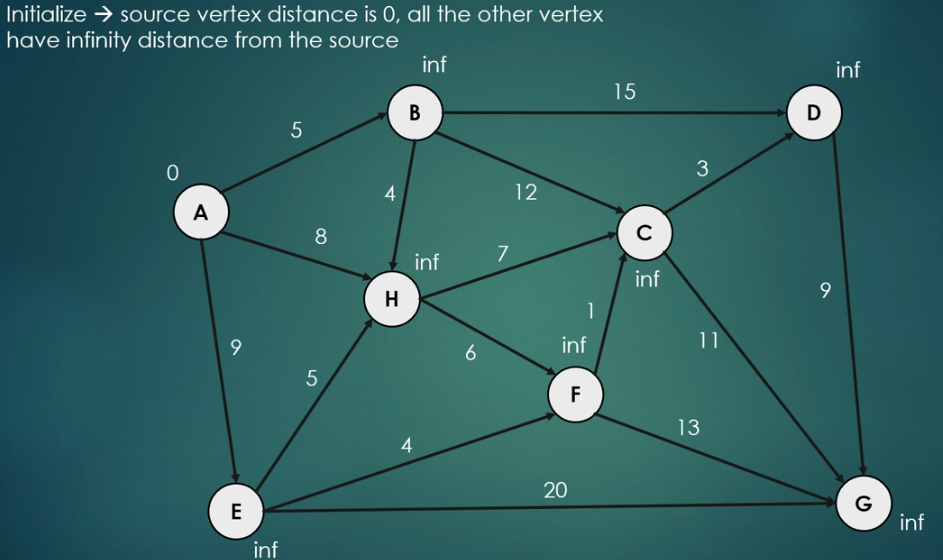 Initialize → source vertex distance is 0, all the other vertex
have infinity distance from the source
inf
inf
15
B
D
5
0
3
4
12
A
C
8
inf
7
H
inf
9
1
11
9
inf
6
5
F
13
4
20
E
G
inf
inf